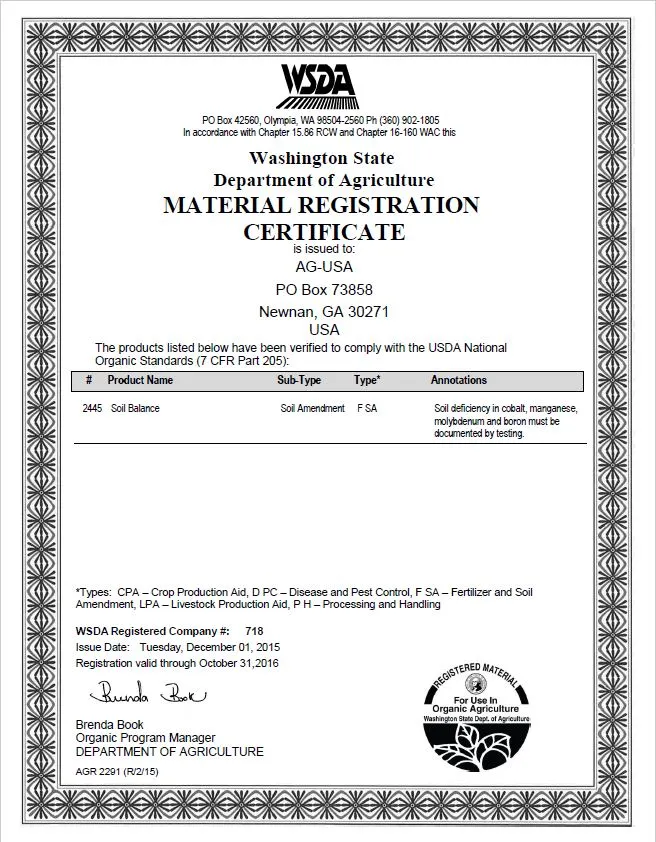 WSDA
PO Box 42560, Olympia, WA 98504-2560 Ph (360) 902-1805
In accordance with Chapter 15.86 RCW and Chapter 16-160 WAC this
Washington State
Department of Agriculture
MATERIAL REGISTRATION
CERTIFICATE
is issued to:
AG-USA
PO Box 73858
Newnan, GA 30271
USA
The products listed below have been verified to comply with the USDA National
Organic Standards (7 CFR Part 205):
# Product Name Sub-Type Type* Annotations
2445 Soil Balance Soil Amendment F SA Soil deficiency in cobalt, manganese,
molybdenum and boron must be
documented by testing.
*Types: CPA – Crop Production Aid, D PC – Disease and Pest Control, F SA – Fertilizer and Soil
Amendment, LPA – Livestock Production Aid, P H – Processing and Handling
WSDA Registered Company #: 718
Issue Date: Tuesday, December 01, 2015
Registration valid through October 31,2016
Brenda Book
Brenda Book
Organic Program Manager
DEPARTMENT OF AGRICULTURE
AGR 2291 (R/2/15)
REGISTERED MATERIAL
For Use In
Organic Agriculture
Washington State Dept. of Agriculture